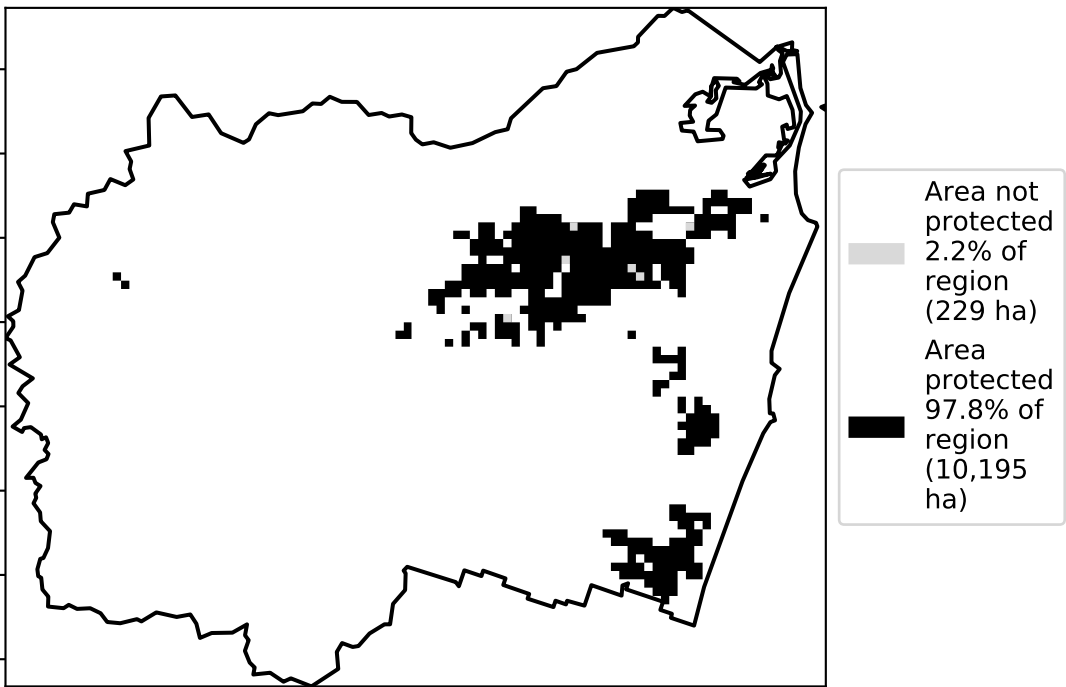 Area not
protected
2.2% of
region
(229 ha)
Area
protected
97.8% of
region
(10,195
ha)